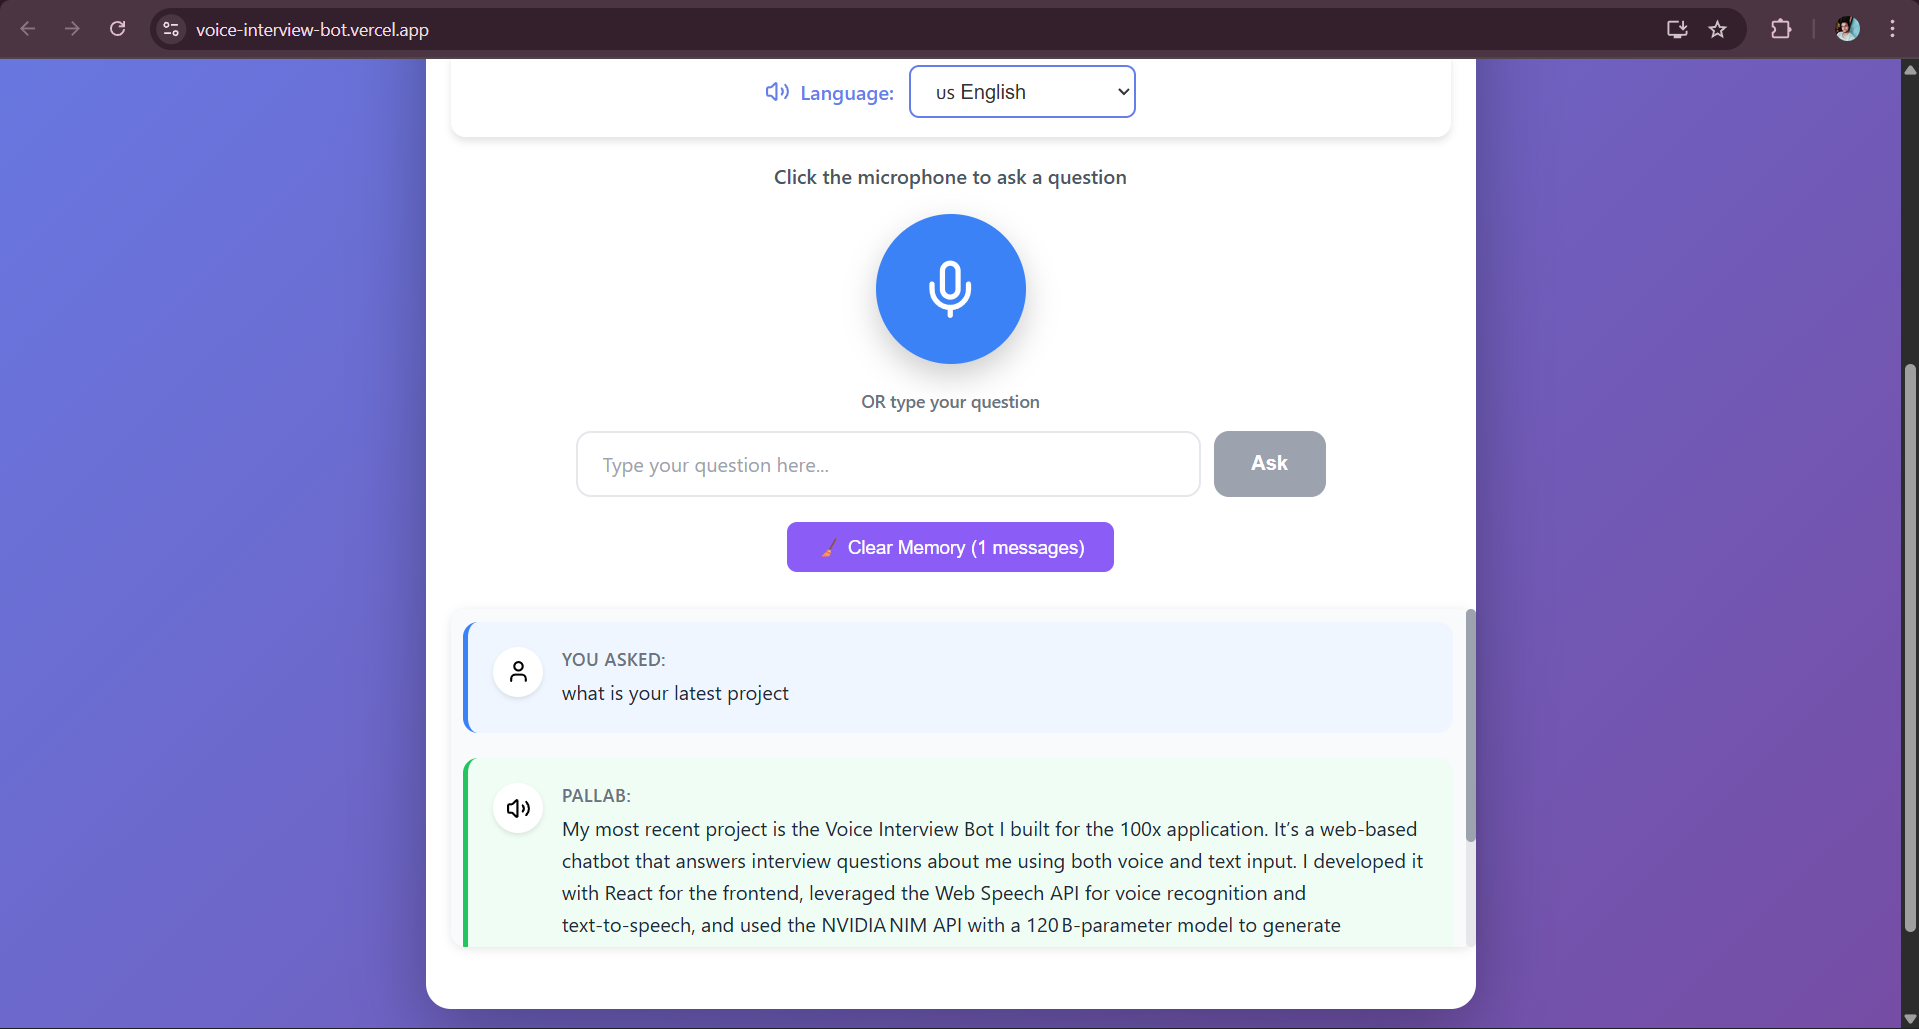 voice-interview-bot.vercel.app
Language:
us English
Click the microphone to ask a question
OR type your question
Type your question here...
Ask
Clear Memory (1 messages)
YOU ASKED:
what is your latest project
PALLAB:
My most recent project is the Voice Interview Bot I built for the 100x application. It’s a web-based
chatbot that answers interview questions about me using both voice and text input. I developed it
with React for the frontend, leveraged the Web Speech API for voice recognition and
text‑to‑speech, and used the NVIDIA NIM API with a 120 B‑parameter model to generate